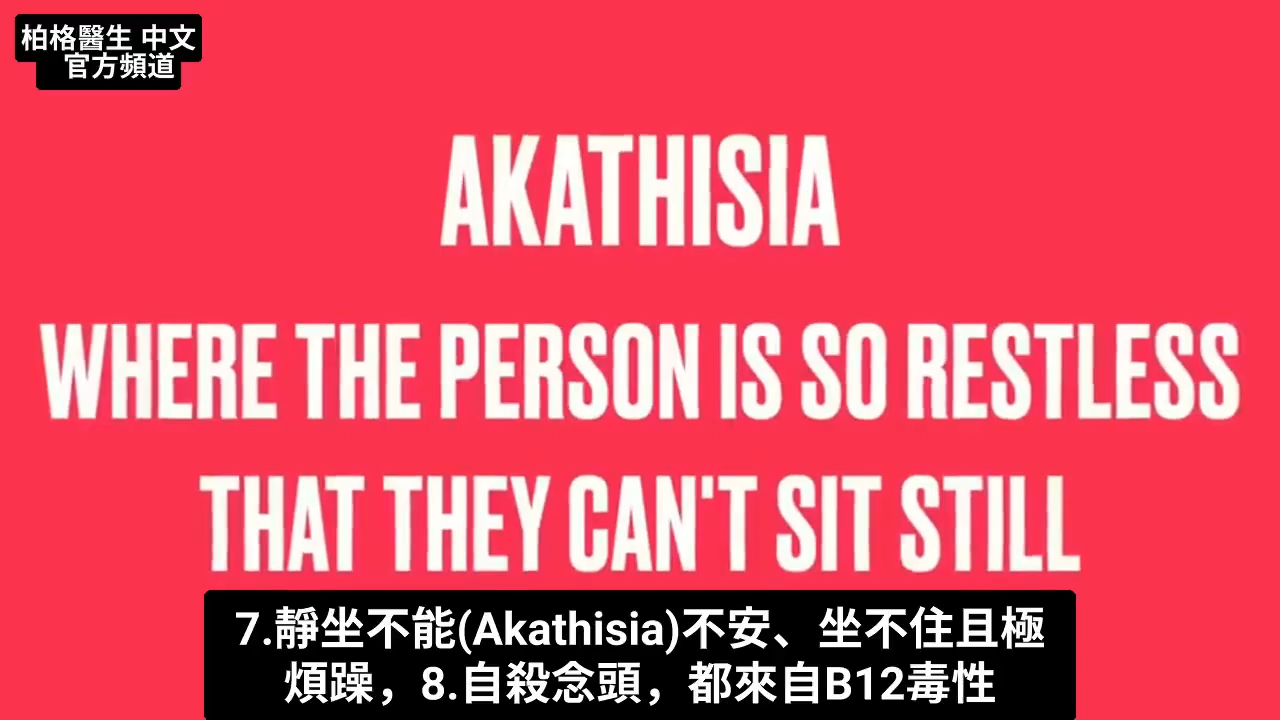 柏格醫生 中文
官方頻道
AKATHISIA
WHERE THE PERSON IS SO RESTLESS
THAT THEY CAN'T SIT STILL
7.靜坐不能(Akathisia)不安、坐不住且極
煩躁，8.自殺念頭，都來自B12毒性